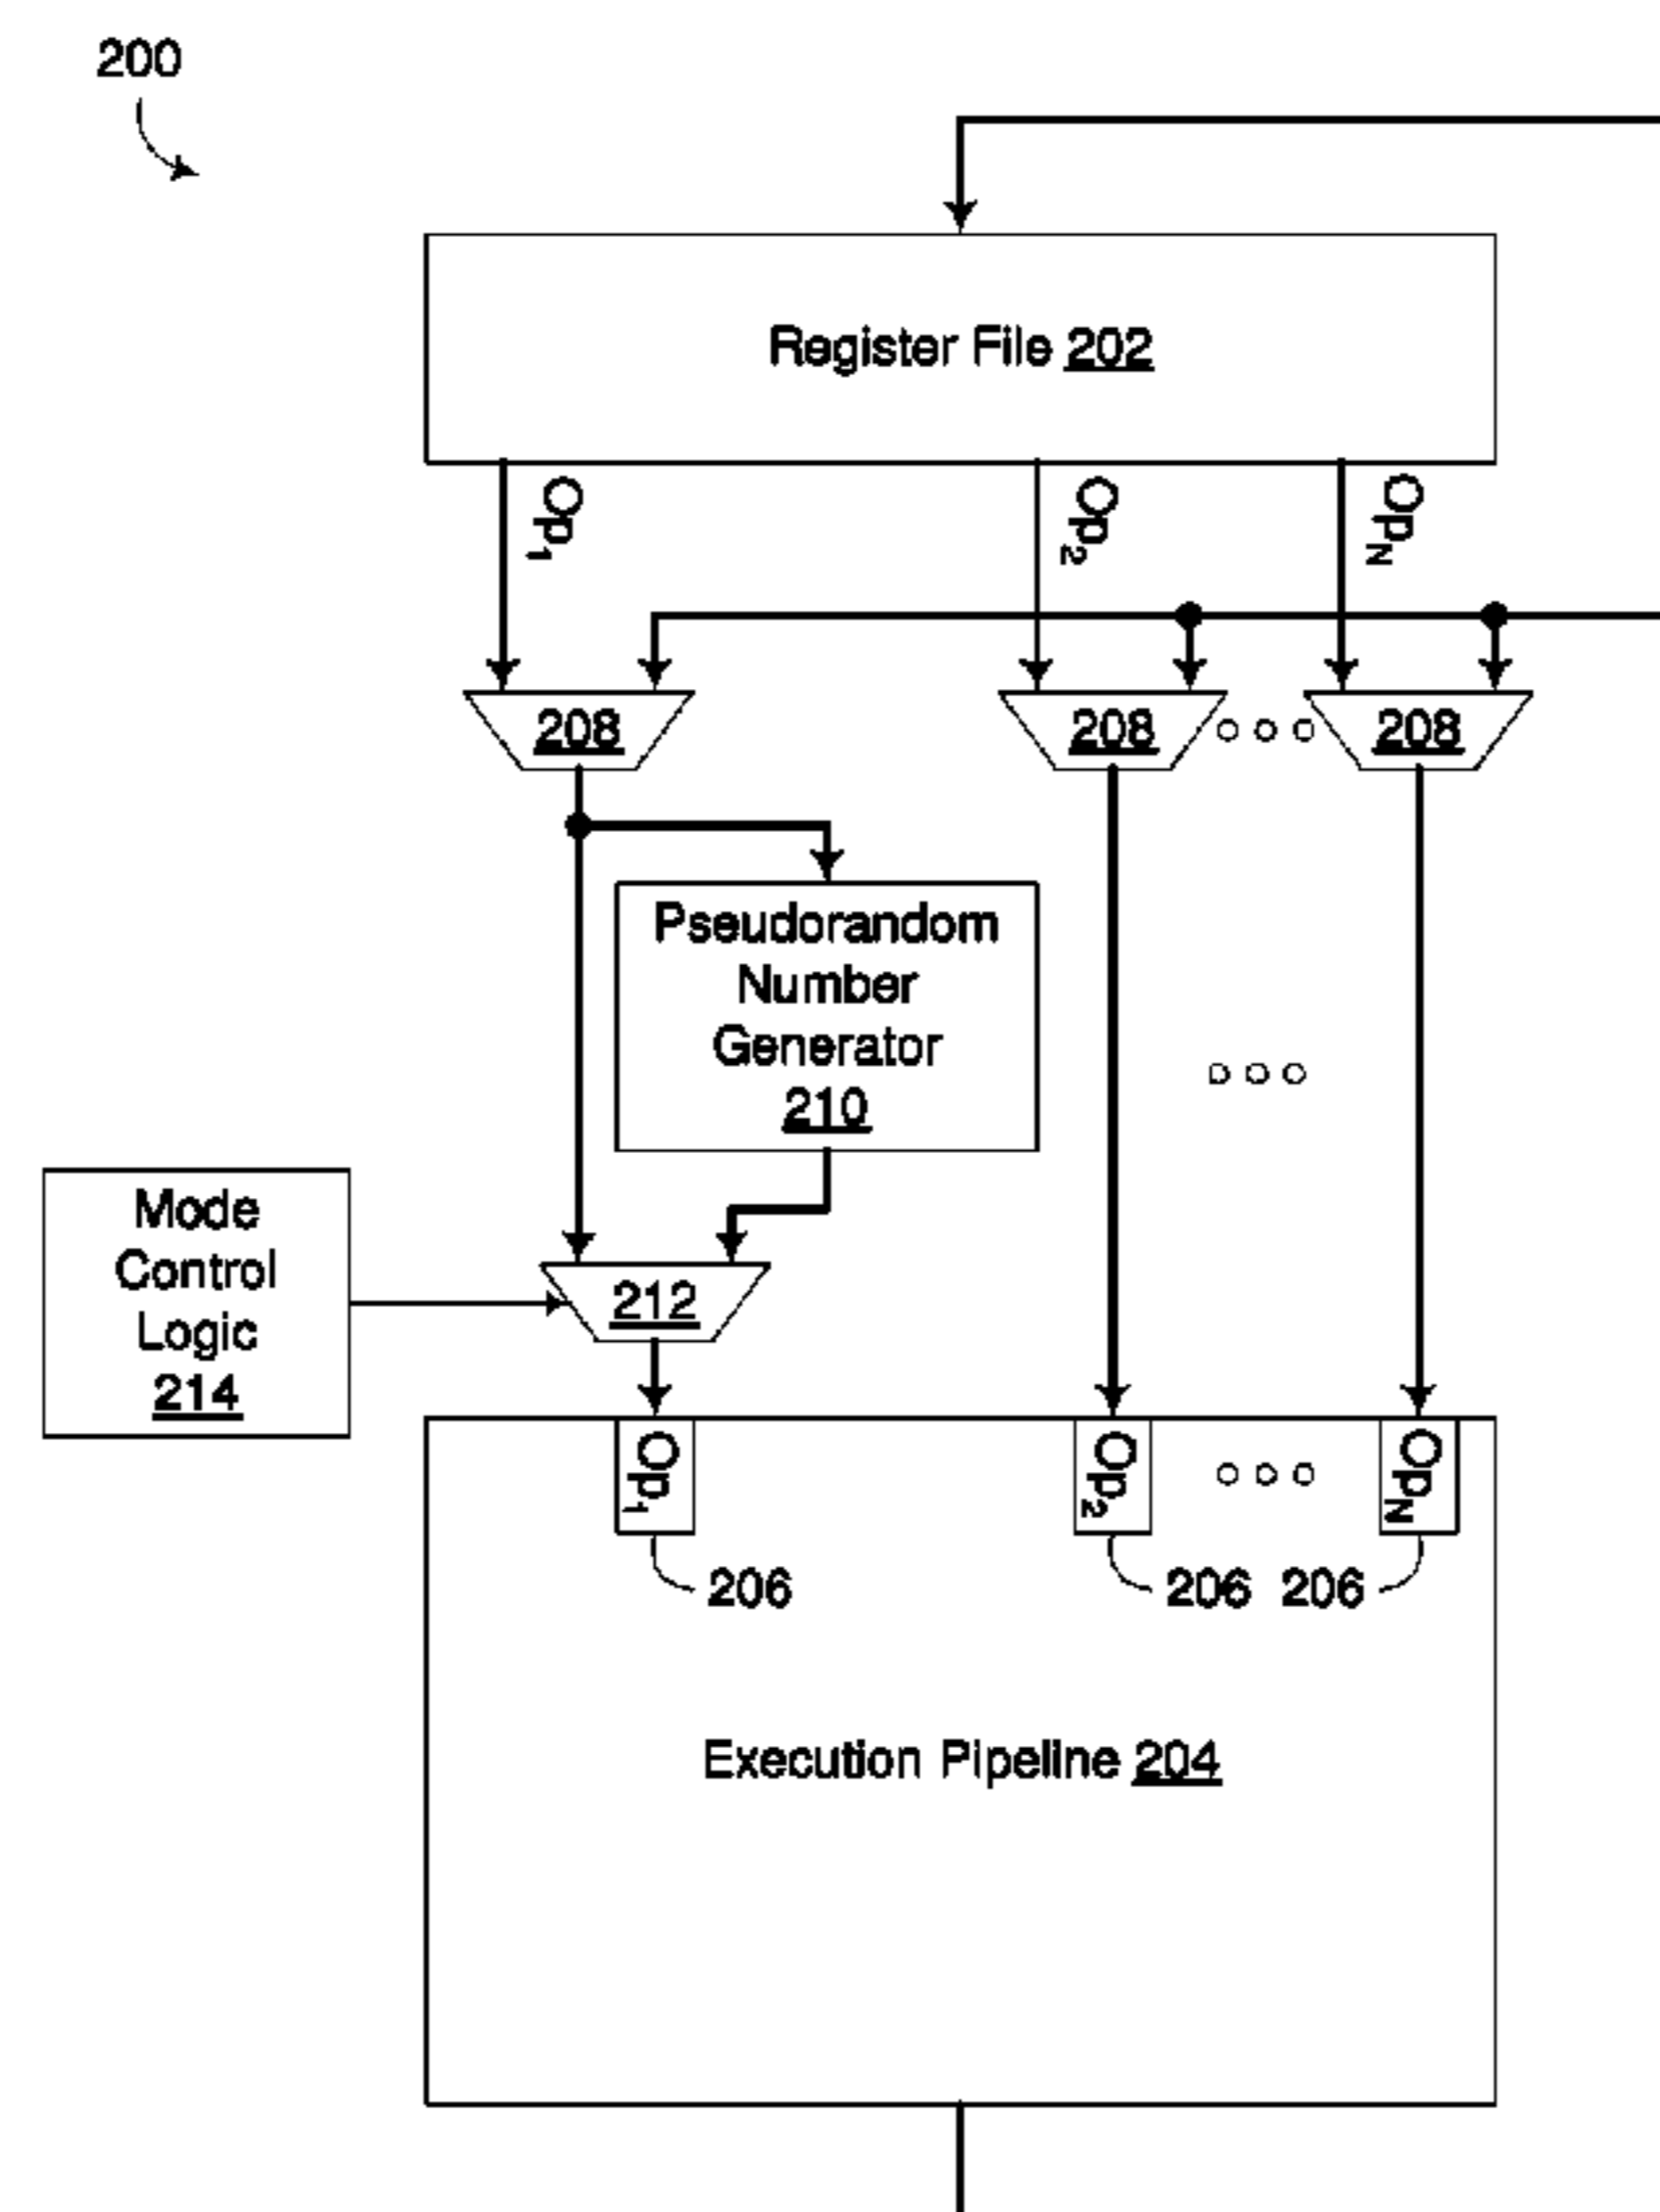 200
Register File 202
Op1
Op2
OpN
208
208
208
Pseudorandom
Number
Generator
210
Mode
Control
Logic
214
212
Op1
Op2
OpN
206
206
206
Execution Pipeline 204